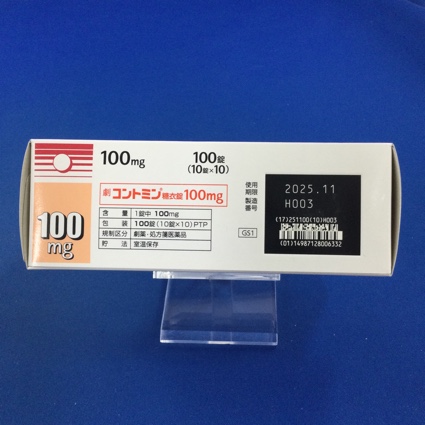 100mg
100錠
(10錠×10)
劇 コントミン糖衣錠100mg
含量 1錠中 100mg
包装 100錠(10錠×10)PTP
規制区分 劇薬・処方箋医薬品
貯法 室温保存
100
mg
使用
期限
製造
番号
2025.11
H003
(17)251100(10)H003
(01)14987128006332
GS1